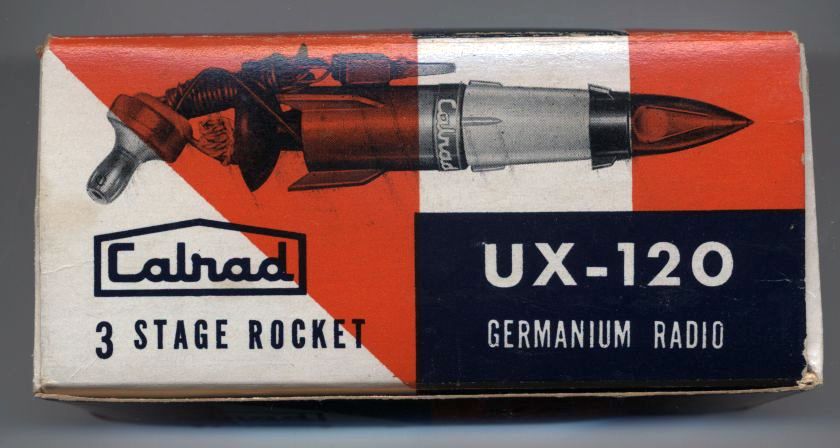 Calrad
Calrad
3 STAGE ROCKET
UX-120
GERMANIUM RADIO